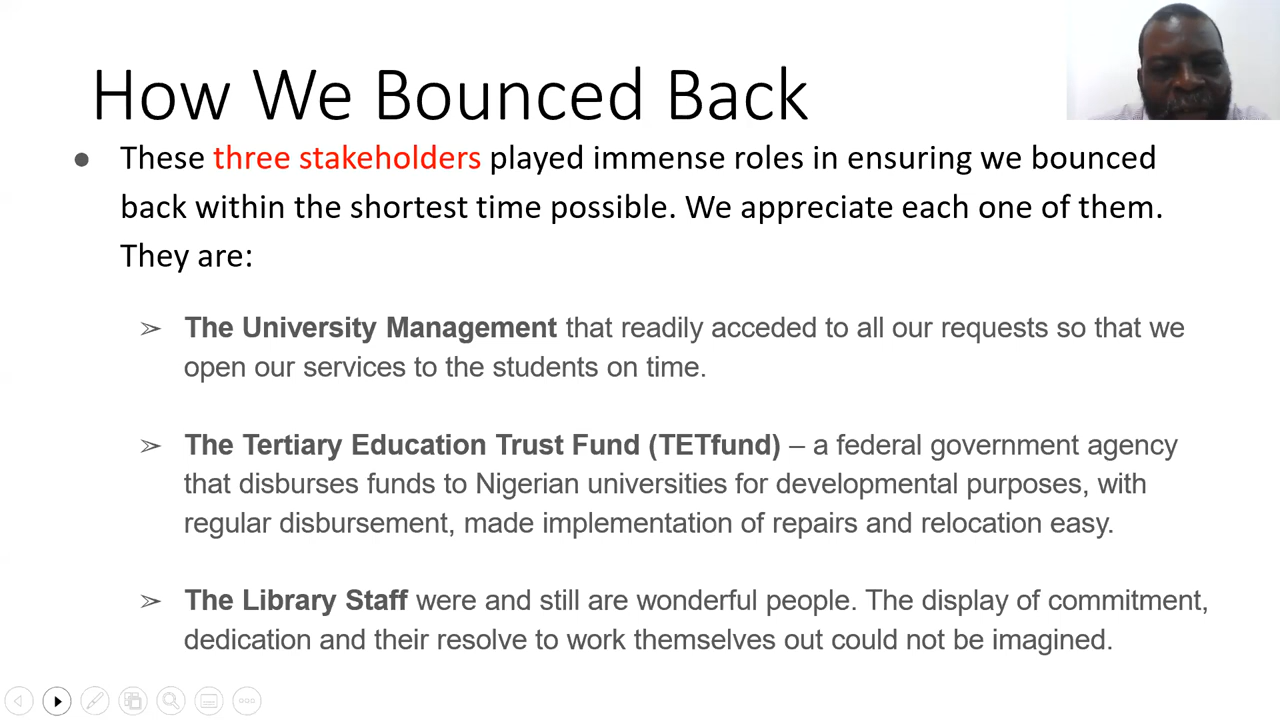 How We Bounced Back
● These three stakeholders played immense roles in ensuring we bounced
back within the shortest time possible. We appreciate each one of them.
They are:
➢ The University Management that readily acceded to all our requests so that we
open our services to the students on time.
➢ The Tertiary Education Trust Fund (TETfund) – a federal government agency
that disburses funds to Nigerian universities for developmental purposes, with
regular disbursement, made implementation of repairs and relocation easy.
➢ The Library Staff were and still are wonderful people. The display of commitment,
dedication and their resolve to work themselves out could not be imagined.